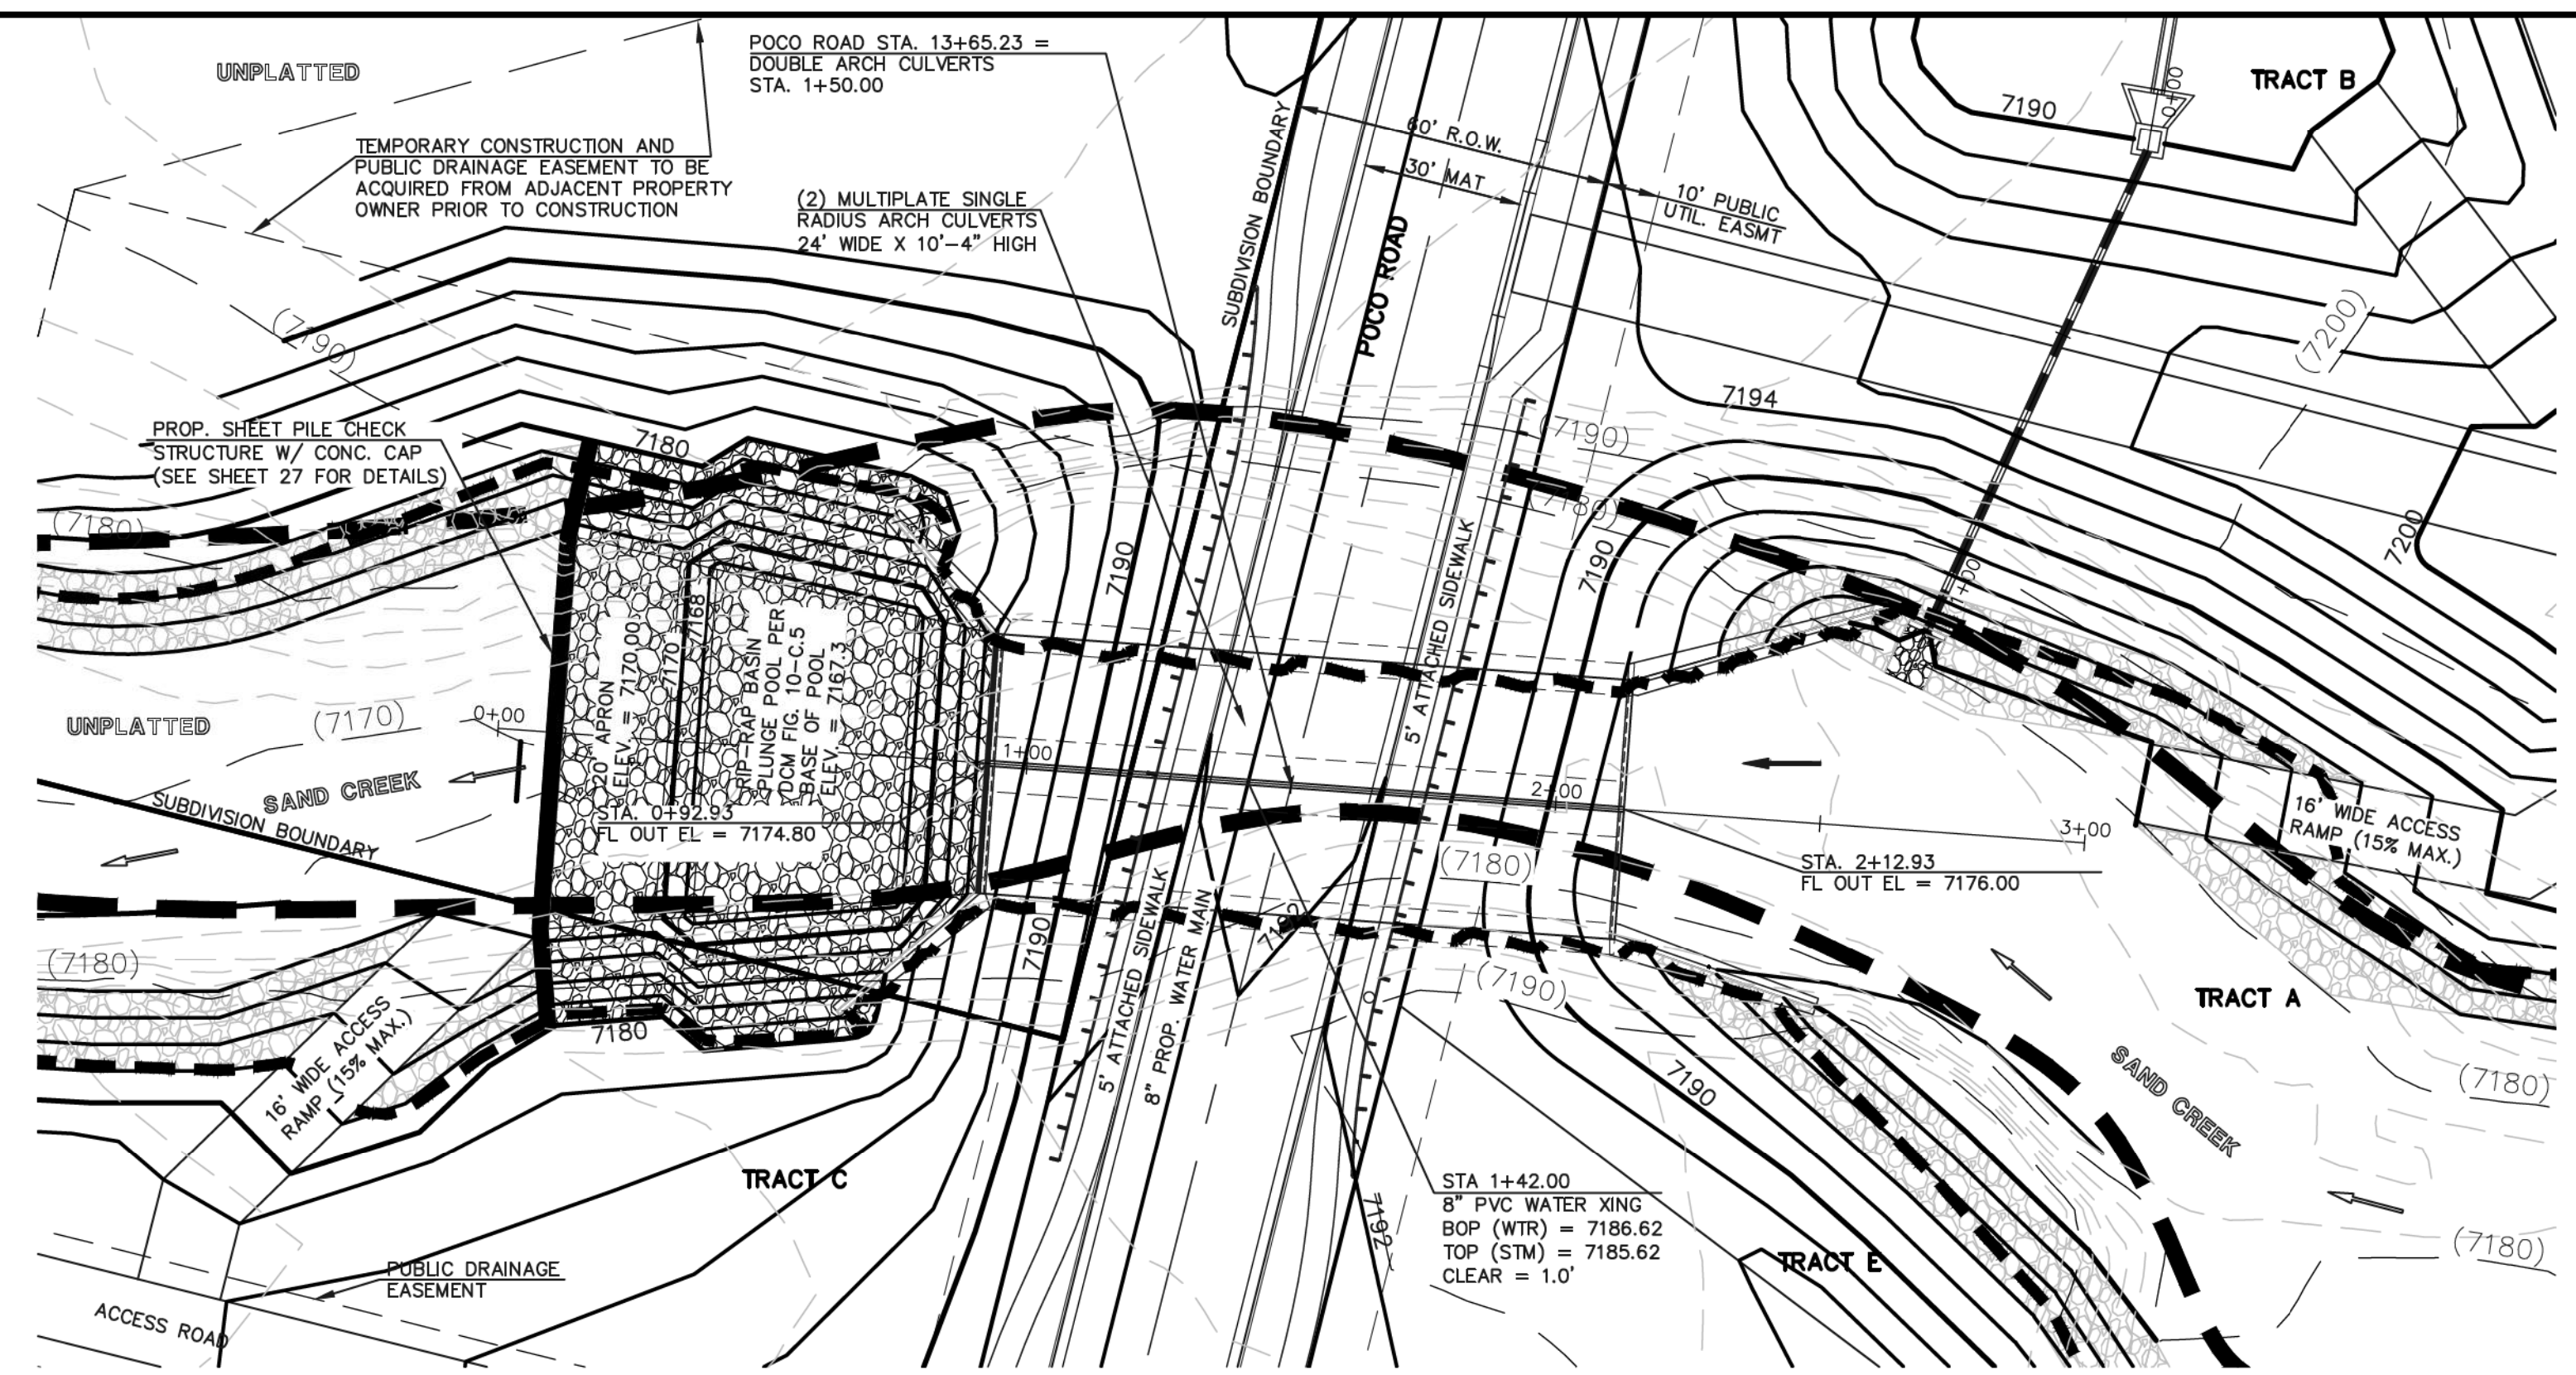 UNPLATTED
POCO ROAD STA. 13+65.23 =
DOUBLE ARCH CULVERTS
STA. 1+50.00
TEMPORARY CONSTRUCTION AND
PUBLIC DRAINAGE EASEMENT TO BE
ACQUIRED FROM ADJACENT PROPERTY
OWNER PRIOR TO CONSTRUCTION
(2) MULTIPLATE SINGLE
RADIUS ARCH CULVERTS
24' WIDE X 10'-4" HIGH
SUBDIVISION BOUNDARY
60' R.O.W.
30' MAT
10' PUBLIC
UTIL. EASMT
POCO ROAD
7190
0+00
TRACT B
(7190)
(7200)
7194
7200
PROP. SHEET PILE CHECK
STRUCTURE W/ CONC. CAP
(SEE SHEET 27 FOR DETAILS)
7180
(7190)
(7180)
(7180)
7190
7190
1+00
20' APRON
ELEV. = 7170.00
7170
7168
RIP-RAP BASIN
PLUNGE POOL PER
DCM FIG. 10-C.5
BASE OF POOL
ELEV. = 7167.3
5' ATTACHED SIDEWALK
UNPLATTED
(7170)
0+00
SAND CREEK
SUBDIVISION BOUNDARY
STA. 0+92.93
FL OUT EL = 7174.80
1+00
2+00
3+00
16' WIDE ACCESS
RAMP (15% MAX.)
STA. 2+12.93
FL OUT EL = 7176.00
(7180)
(7180)
7190
7192
(7190)
TRACT A
SAND CREEK
(7180)
7180
16' WIDE ACCESS
RAMP (15% MAX.)
5' ATTACHED SIDEWALK
8" PROP. WATER MAIN
7190
TRACT C
STA 1+42.00
8" PVC WATER XING
BOP (WTR) = 7186.62
TOP (STM) = 7185.62
CLEAR = 1.0'
7192
TRACT E
(7180)
PUBLIC DRAINAGE
EASEMENT
ACCESS ROAD